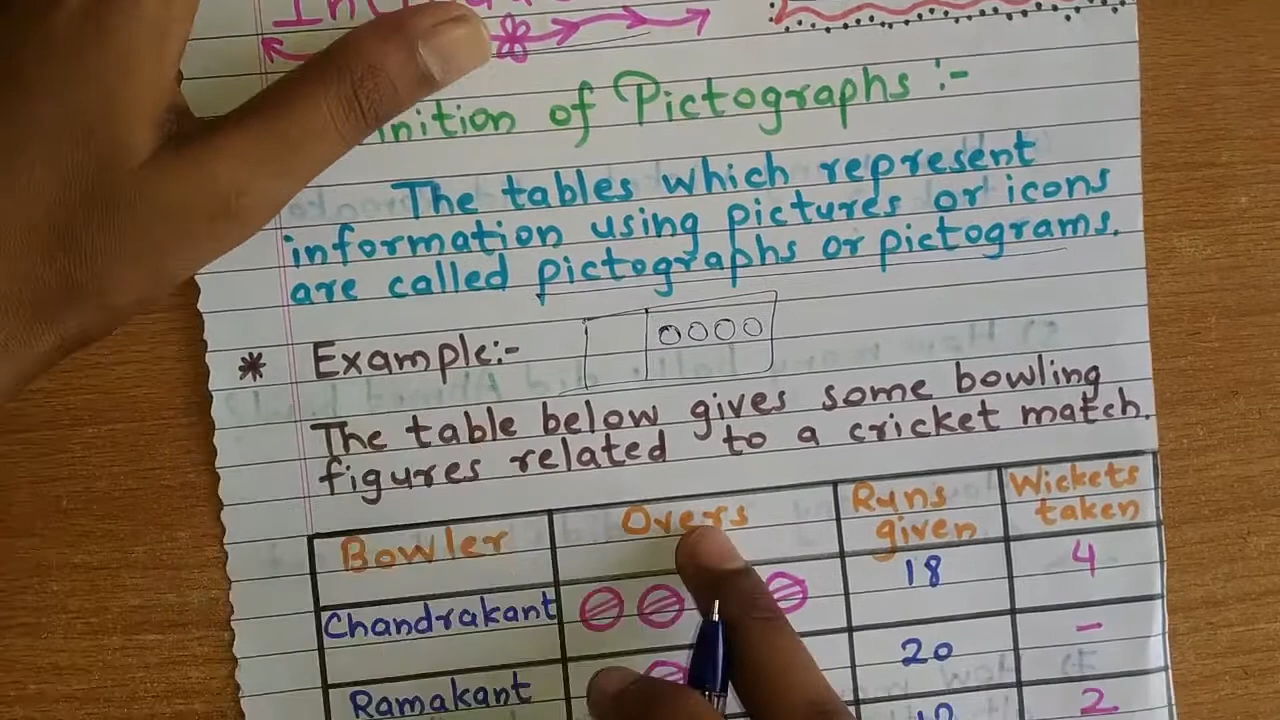 of Pictographs :-
The tables which represent
information using pictures or icons
are called pictographs or pictograms.
* Example:-
The table below gives some bowling
figures related to a cricket match.
Bowler Overs Runs given Wickets taken
Chandrakant 18 4
Ramakant 20 -
2